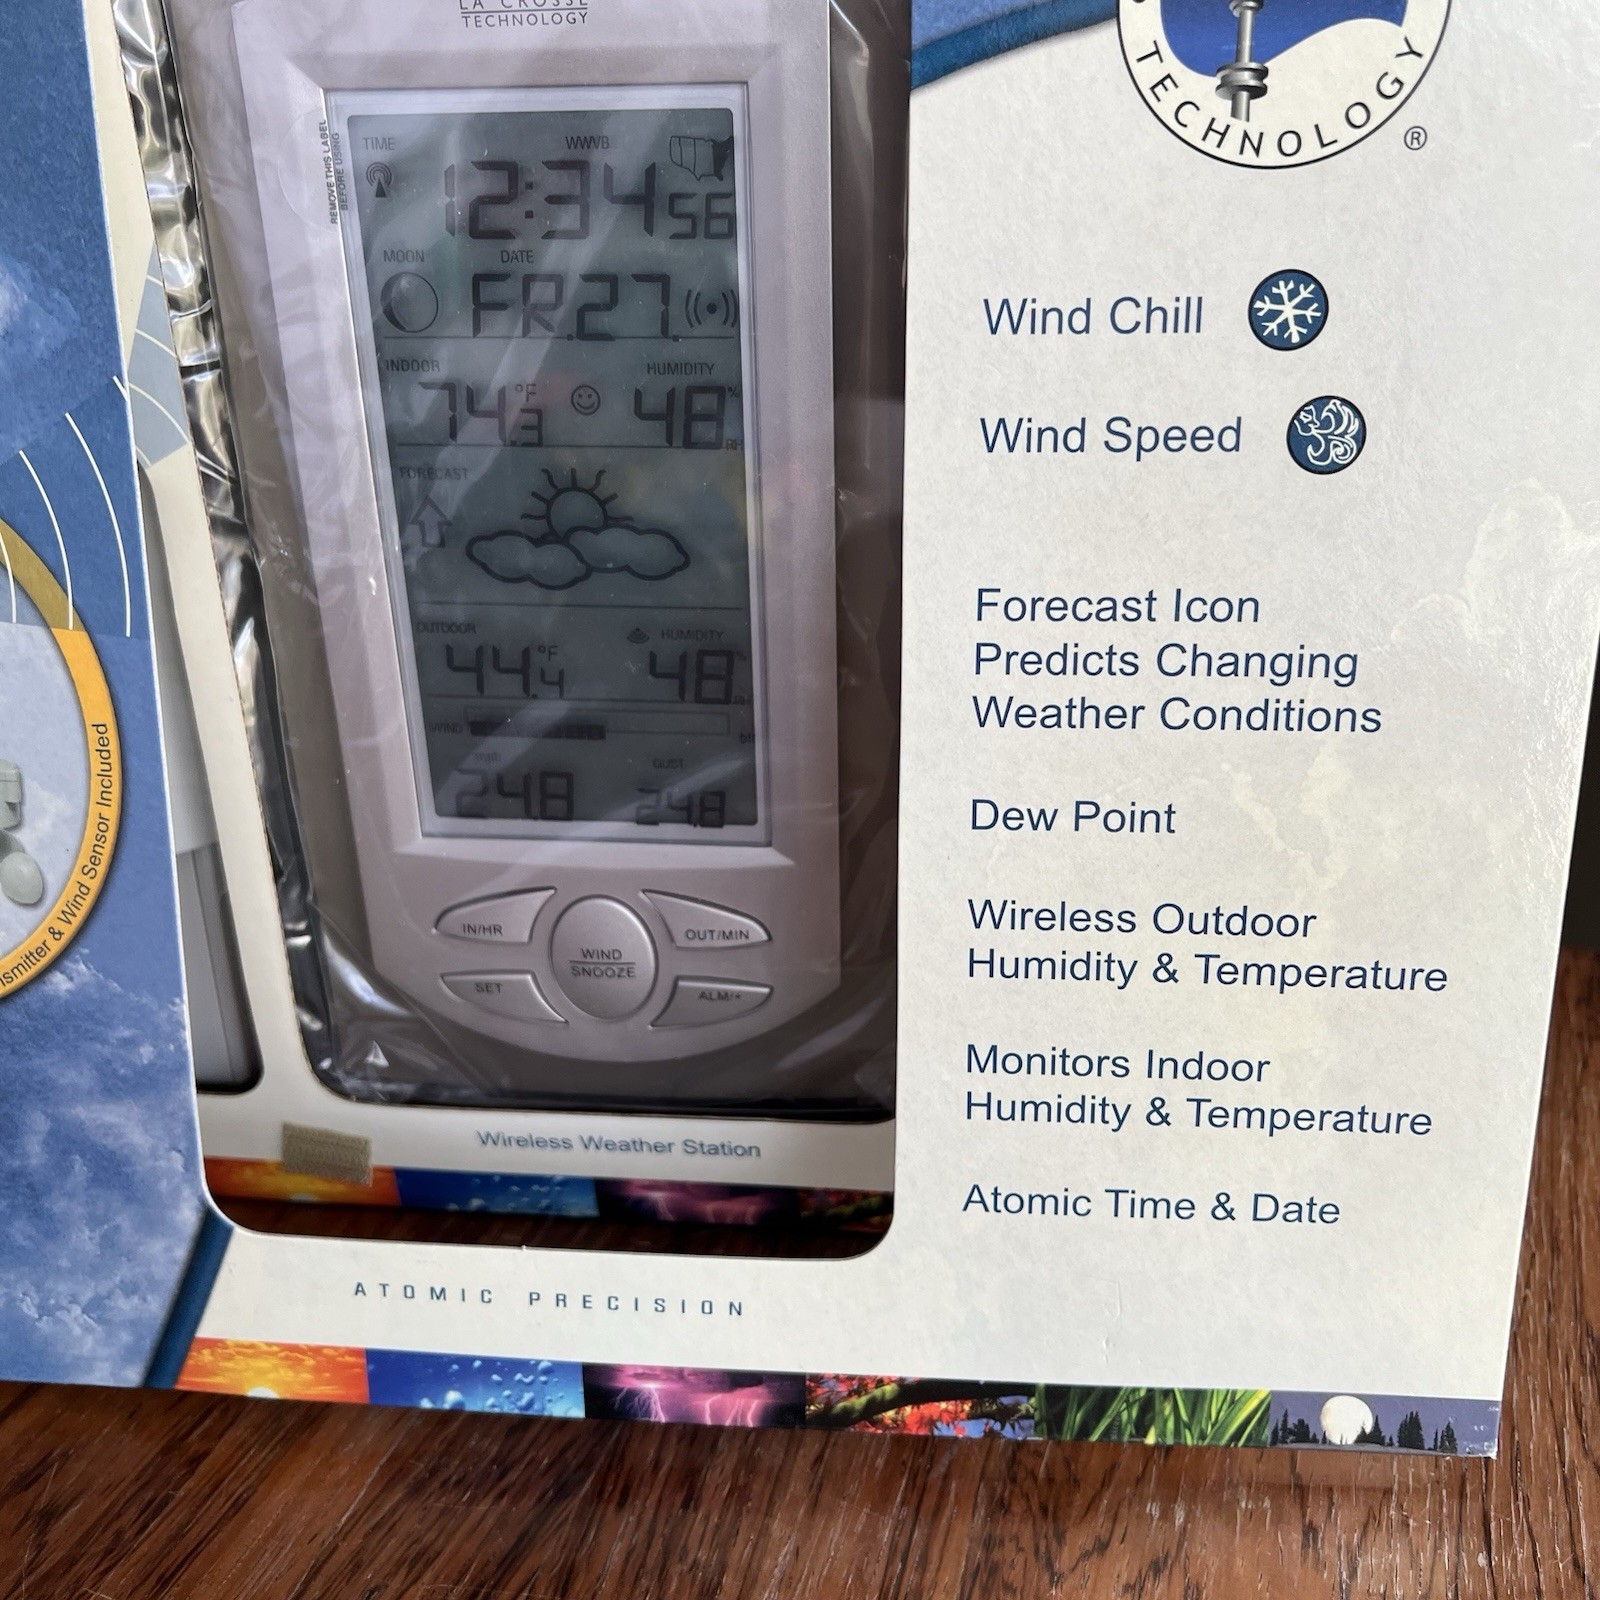 LA CROSSE
TECHNOLOGY
REMOVE THIS LABEL
BEFORE USING
TIME
WWVB
12:34 56
MOON
DATE
FR.27.
INDOOR
HUMIDITY
74.3 °F
48 %
RH
FORECAST
OUTDOOR
HUMIDITY
44.4 °F
48 %
WIND
mph
GUST
24.8
24.8
IN/HR
OUT/MIN
WIND
SNOOZE
SET
ALM/+
Wireless Weather Station
ATOMIC PRECISION
smitter & Wind Sensor Included
TECHNOLOGY
®
Wind Chill
Wind Speed
Forecast Icon
Predicts Changing
Weather Conditions
Dew Point
Wireless Outdoor
Humidity & Temperature
Monitors Indoor
Humidity & Temperature
Atomic Time & Date